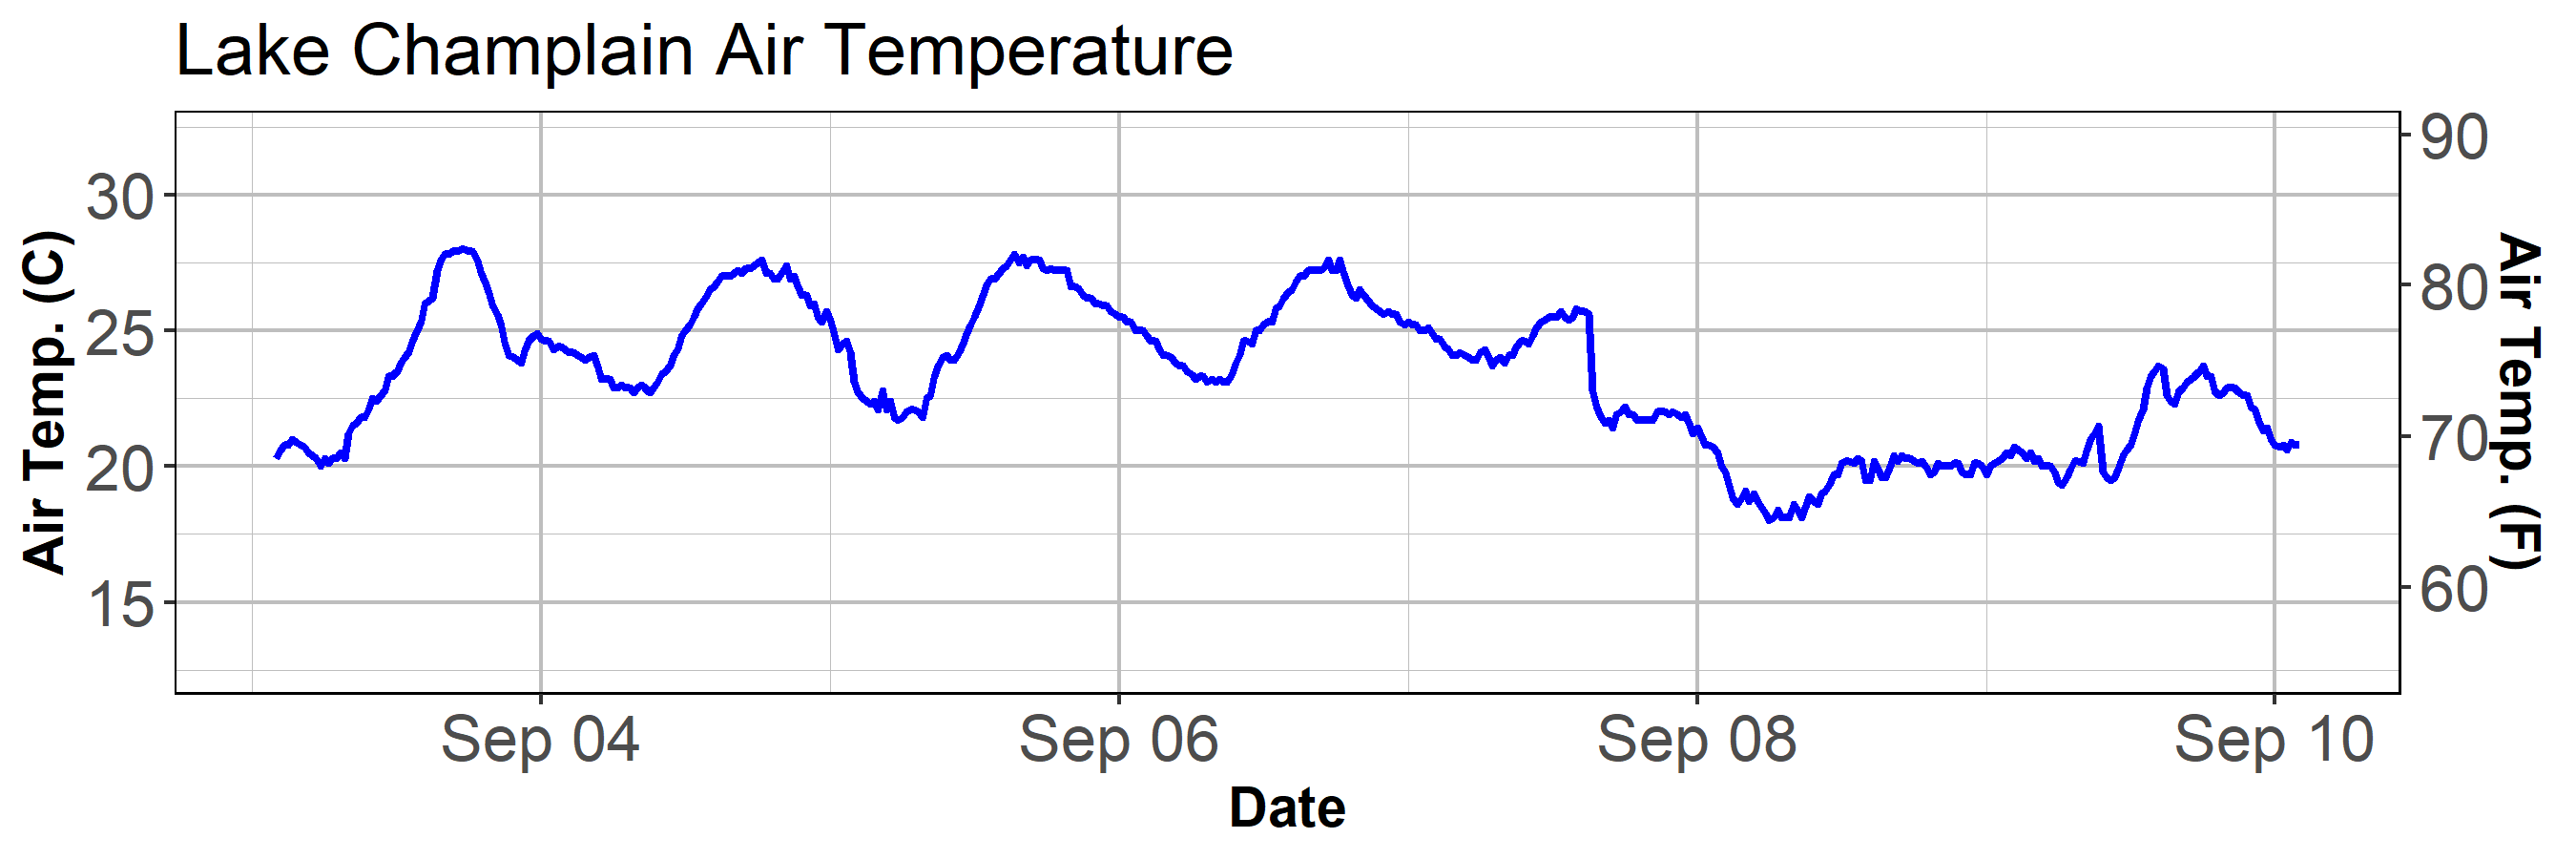 Lake Champlain Air Temperature
Air Temp. (C)
30
25
20
15
90
80
70
60
Air Temp. (F)
Sep 04
Sep 06
Sep 08
Sep 10
Date